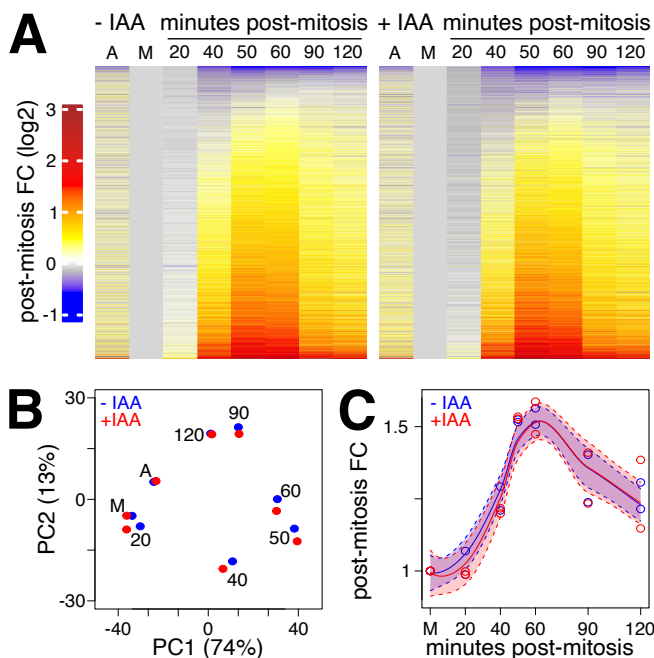 A
- IAA minutes post-mitosis + IAA minutes post-mitosis
A M 20 40 50 60 90 120 A M 20 40 50 60 90 120
post-mitosis FC (log2)
3
2
1
0
-1
B
- IAA
+IAA
30
0
-30
PC2 (13%)
90
120
A
60
M
20
50
40
-40 0 40
PC1 (74%)
C
- IAA
+IAA
1.5
1
post-mitosis FC
M 20 40 60 90 120
minutes post-mitosis